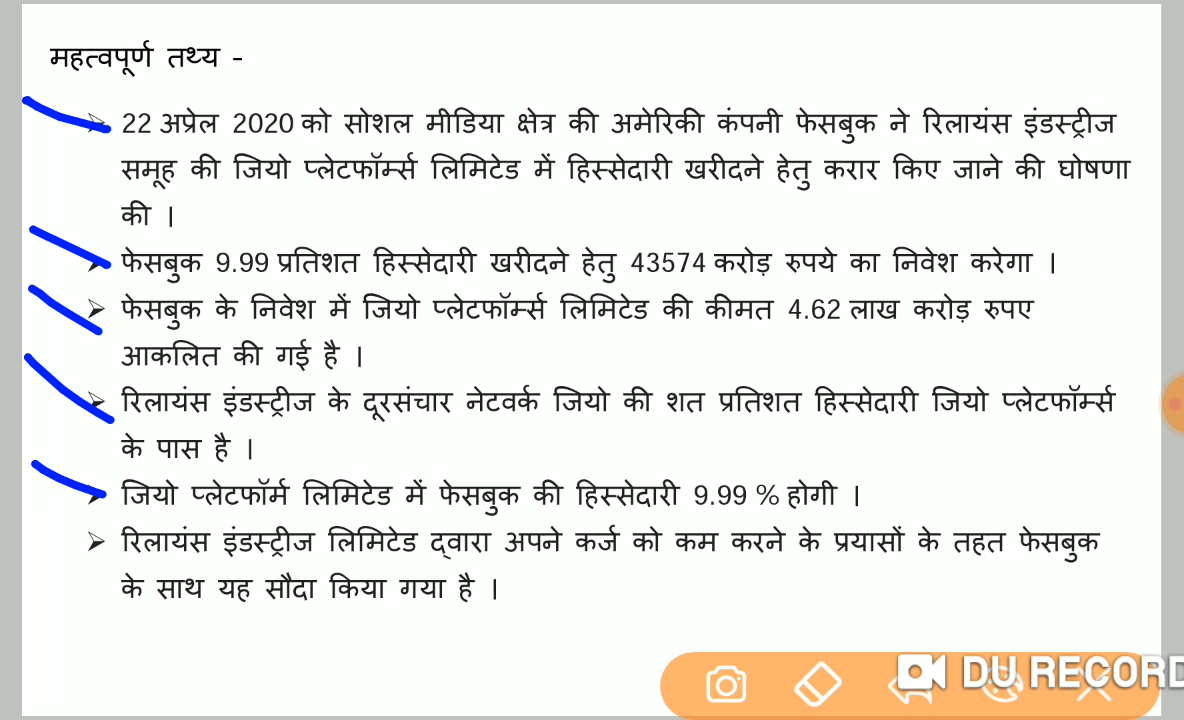 महत्वपूर्ण तथ्य -
➢ 22 अप्रेल 2020 को सोशल मीडिया क्षेत्र की अमेरिकी कंपनी फेसबुक ने रिलायंस इंडस्ट्रीज
समूह की जियो प्लेटफॉर्म्स लिमिटेड में हिस्सेदारी खरीदने हेतु करार किए जाने की घोषणा
की ।
➢ फेसबुक 9.99 प्रतिशत हिस्सेदारी खरीदने हेतु 43574 करोड़ रुपये का निवेश करेगा ।
➢ फेसबुक के निवेश में जियो प्लेटफॉर्म्स लिमिटेड की कीमत 4.62 लाख करोड़ रुपए
आकलित की गई है ।
➢ रिलायंस इंडस्ट्रीज के दूरसंचार नेटवर्क जियो की शत प्रतिशत हिस्सेदारी जियो प्लेटफॉर्म्स
के पास है ।
➢ जियो प्लेटफॉर्म लिमिटेड में फेसबुक की हिस्सेदारी 9.99 % होगी ।
➢ रिलायंस इंडस्ट्रीज लिमिटेड द्वारा अपने कर्ज को कम करने के प्रयासों के तहत फेसबुक
के साथ यह सौदा किया गया है ।
DU RECORD